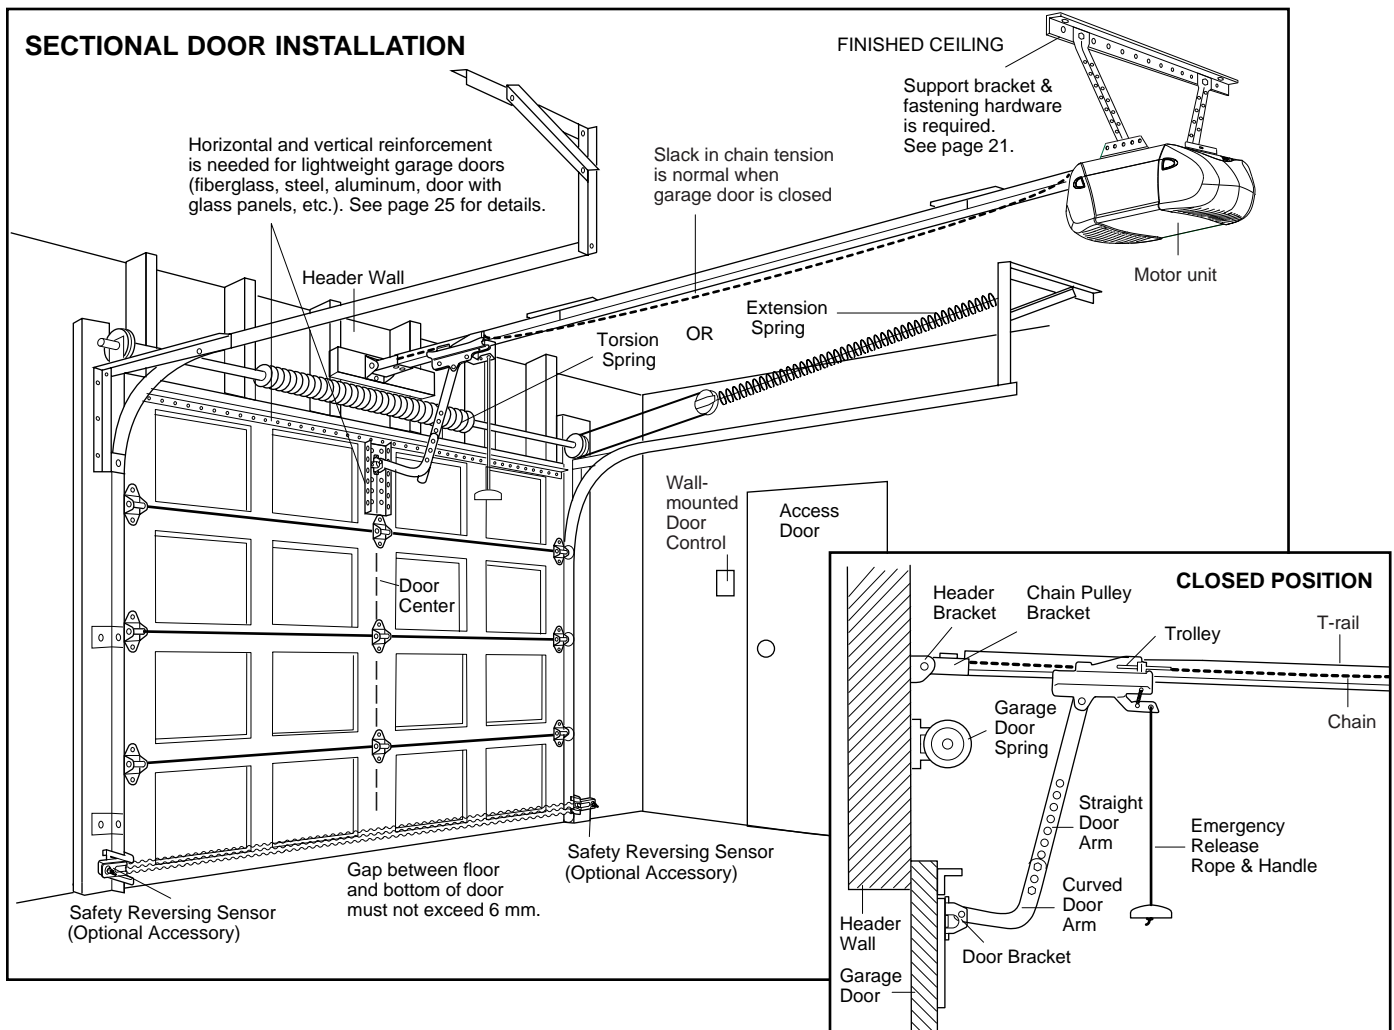 SECTIONAL DOOR INSTALLATION
FINISHED CEILING
Support bracket &
fastening hardware
is required.
See page 21.
Horizontal and vertical reinforcement
is needed for lightweight garage doors
(fiberglass, steel, aluminum, door with
glass panels, etc.). See page 25 for details.
Slack in chain tension
is normal when
garage door is closed
Header Wall
Motor unit
Extension
Spring
OR
Torsion
Spring
Wall-
mounted
Door
Control
Access
Door
Door
Center
Gap between floor
and bottom of door
must not exceed 6 mm.
Safety Reversing Sensor
(Optional Accessory)
Safety Reversing Sensor
(Optional Accessory)
CLOSED POSITION
Header
Bracket
Chain Pulley
Bracket
Trolley
T-rail
Chain
Garage
Door
Spring
Straight
Door
Arm
Emergency
Release
Rope & Handle
Curved
Door
Arm
Header
Wall
Door Bracket
Garage
Door